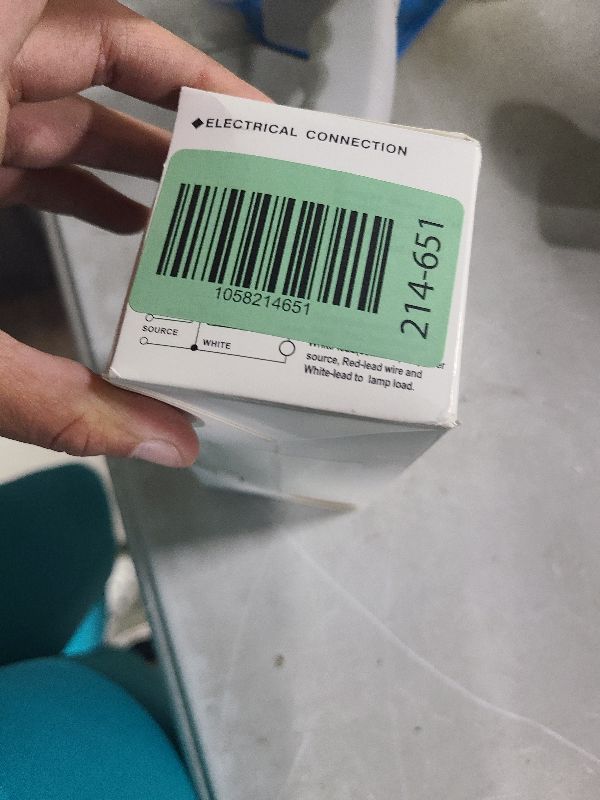 ◆ELECTRICAL CONNECTION
1058214651
214-651
SOURCE
WHITE
source, Red-lead wire and
White-lead to lamp load.